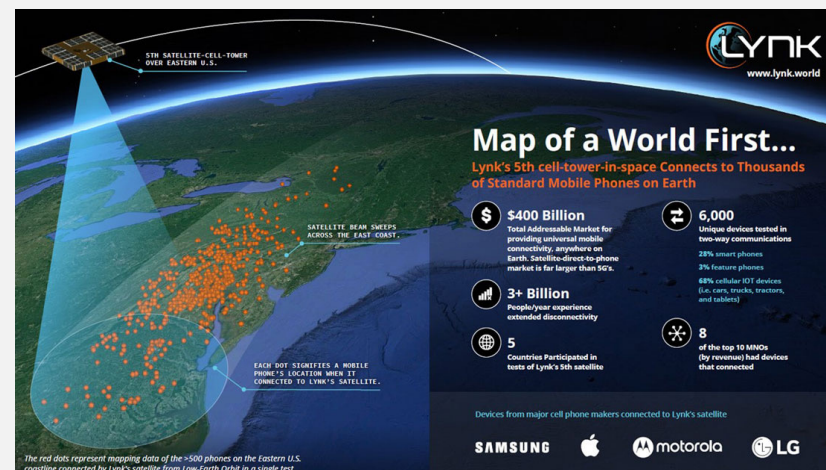 5TH SATELLITE-CELL-TOWER
OVER EASTERN U.S.
LYNK
www.lynk.world
Map of a World First...
Lynk's 5th cell-tower-in-space Connects to Thousands
of Standard Mobile Phones on Earth
$
$400 Billion
Total Addressable Market for
providing universal mobile
connectivity, anywhere on
Earth. Satellite-direct-to-phone
market is far larger than 5G's.
6,000
Unique devices tested in
two-way communications
28% smart phones
3% feature phones
68% cellular IOT devices
(i.e. cars, trucks, tractors,
and tablets)
SATELLITE BEAM SWEEPS
ACROSS THE EAST COAST.
3+ Billion
People/year experience
extended disconectivity
5
Countries Participated in
tests of Lynk's 5th satellite
8
of the top 10 MNOs
(by revenue) had devices
that connected
EACH DOT SIGNIFIES A MOBILE
PHONE'S LOCATION WHEN IT
CONNECTED TO LYNK'S SATELLITE.
Devices from major cell phone makers connected to Lynk's satellite
SAMSUNG
motorola
LG
The red dots represent mapping data of the >500 phones on the Eastern U.S.
coastline connected by Lynk's satellite from Low-Earth Orbit in a single test